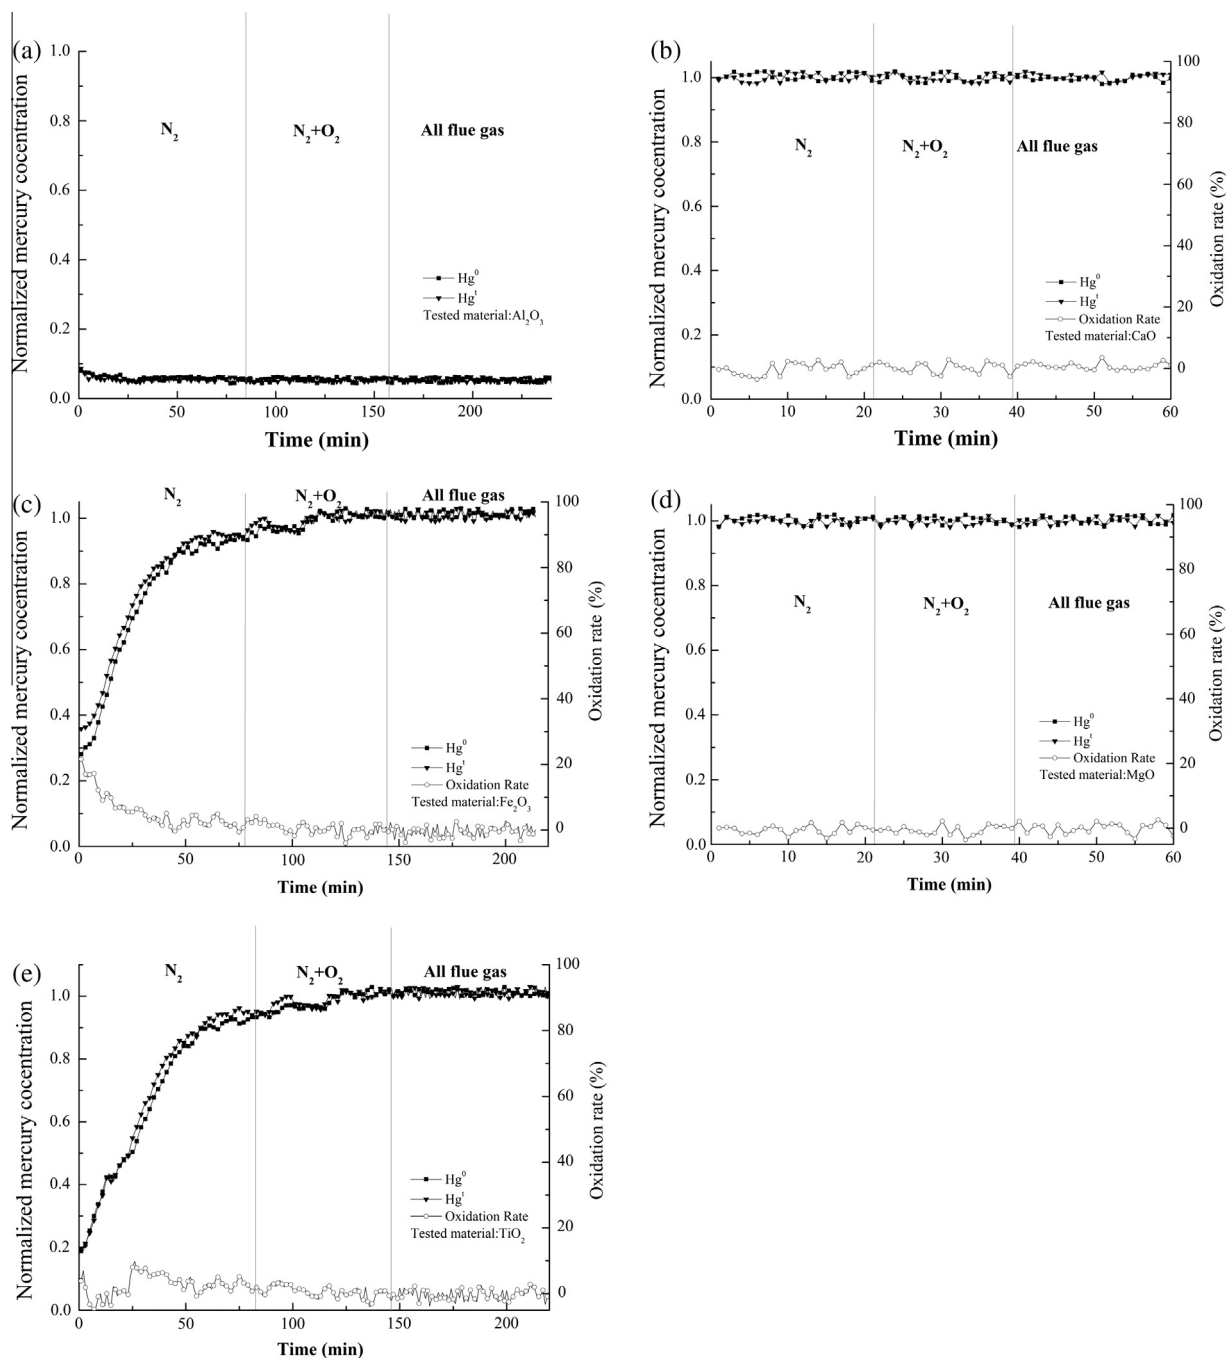 (a)
Normalized mercury cocentration
1.0
0.8
0.6
0.4
0.2
0.0
N2
N2+O2
All flue gas
Hg0
Hgt
Tested material:Al2O3
0 50 100 150 200
Time (min)
(b)
Normalized mercury cocentration
1.0
0.8
0.6
0.4
0.2
0.0
N2
N2+O2
All flue gas
Hg0
Hgt
Oxidation Rate
Tested material:CaO
100
80
60
40
20
0
Oxidation rate (%)
0 10 20 30 40 50 60
Time (min)
(c)
Normalized mercury cocentration
1.0
0.8
0.6
0.4
0.2
0.0
N2
N2+O2
All flue gas
Hg0
Hgt
Oxidation Rate
Tested material:Fe2O3
100
80
60
40
20
0
Oxidation rate (%)
0 50 100 150 200
Time (min)
(d)
Normalized mercury cocentration
1.0
0.8
0.6
0.4
0.2
0.0
N2
N2+O2
All flue gas
Hg0
Hgt
Oxidation Rate
Tested material:MgO
100
80
60
40
20
0
Oxidation rate (%)
0 10 20 30 40 50 60
Time (min)
(e)
Normalized mercury cocentration
1.0
0.8
0.6
0.4
0.2
0.0
N2
N2+O2
All flue gas
Hg0
Hgt
Oxidation Rate
Tested material:TiO2
100
80
60
40
20
0
Oxidation rate (%)
0 50 100 150 200
Time (min)